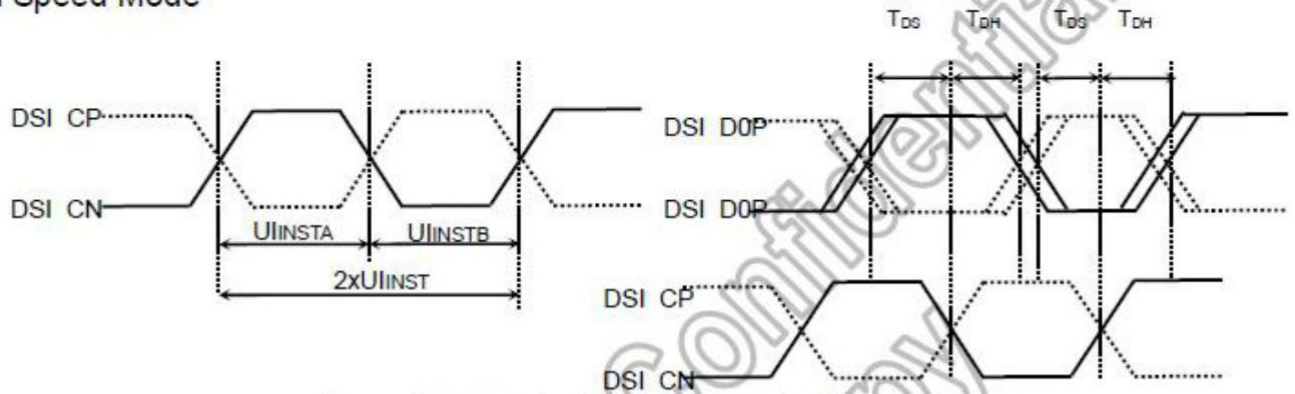 Speed Mode
TDS TDH TDS TDH
DSI CP
DSI CN
UIINSTA UIINSTB
2xUIINST
DSI D0P
DSI D0P
DSI CP
DSI CN
Confidential